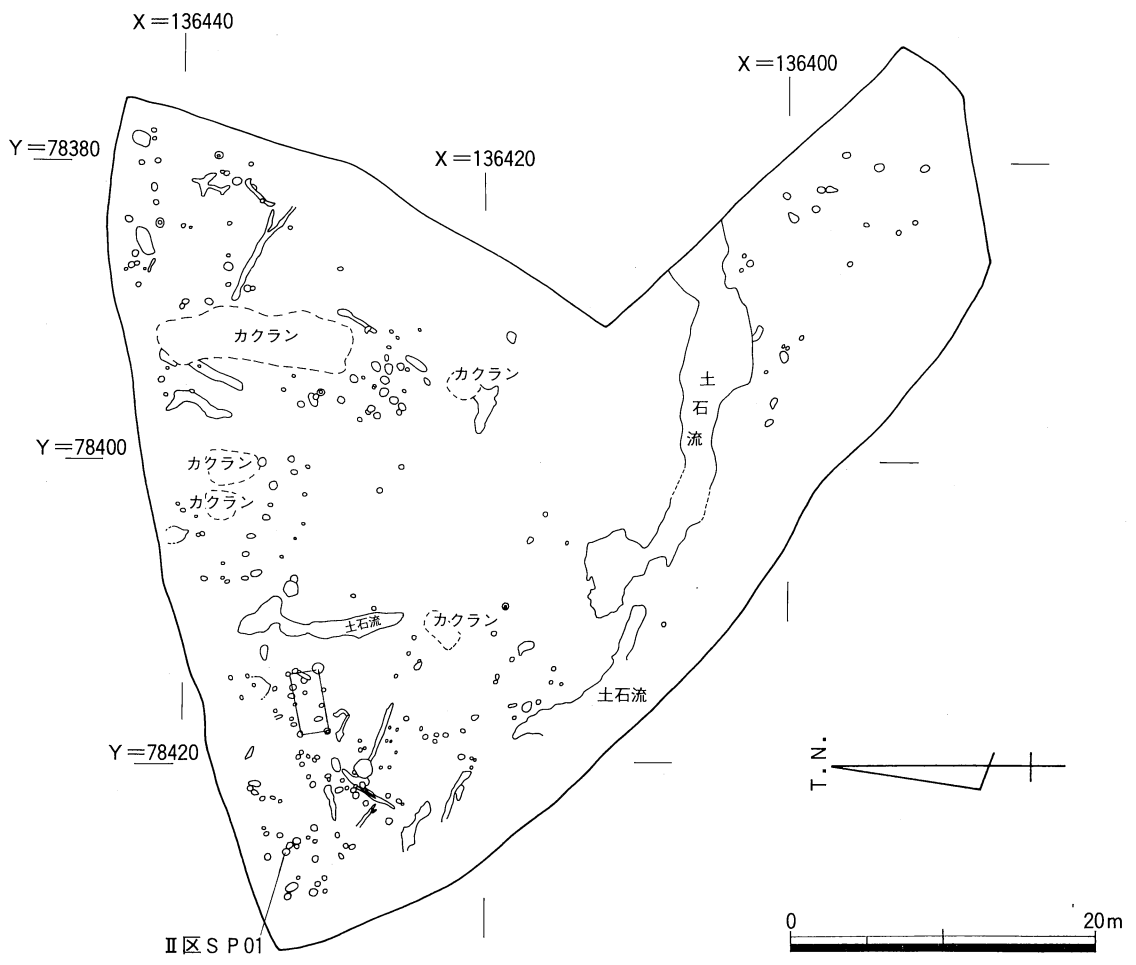 X＝136440
X＝136400
Y＝78380
X＝136420
カクラン
カクラン
土石流
Y＝78400
カクラン
カクラン
カクラン
土石流
土石流
Y＝78420
T.N.
0
20m
Ⅱ区ＳＰ01